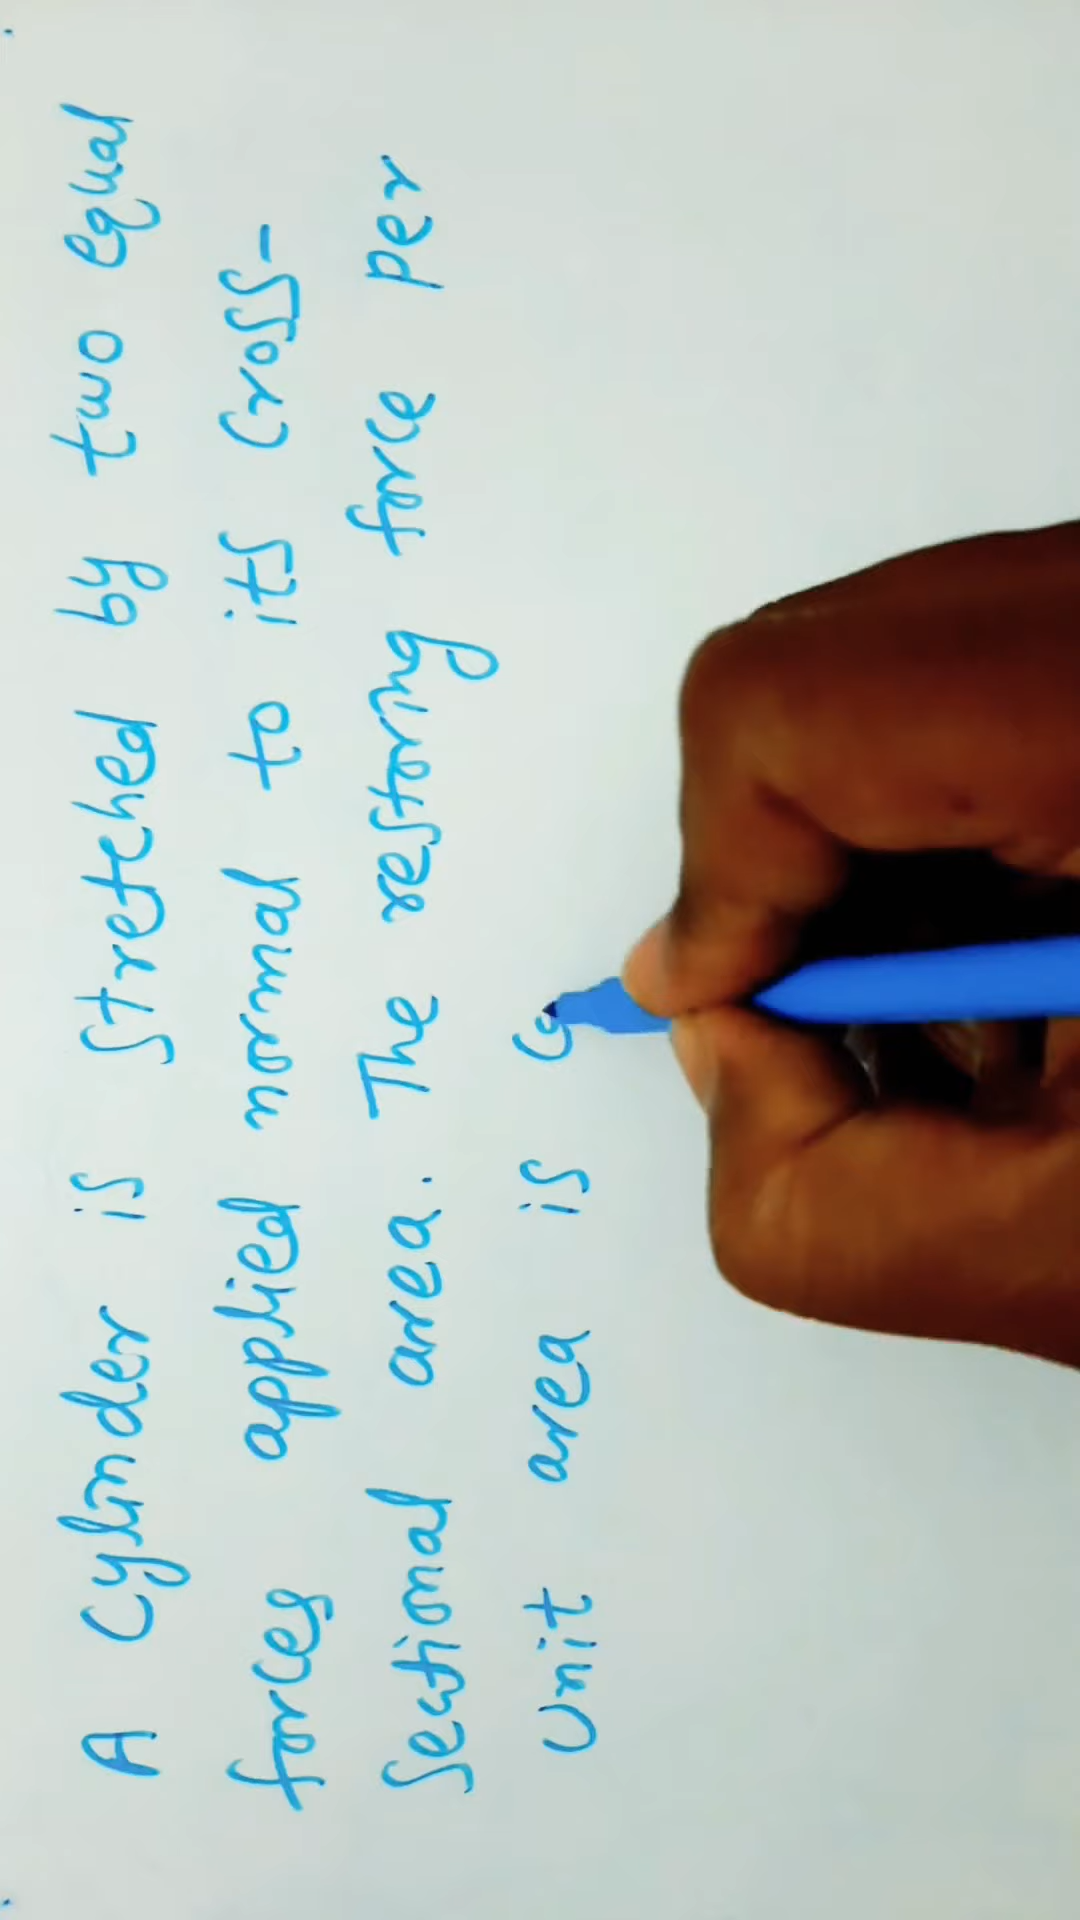 A Cylinder is stretched by two equal
forces applied normal to its cross-
sectional area. The restoring force per
unit area is